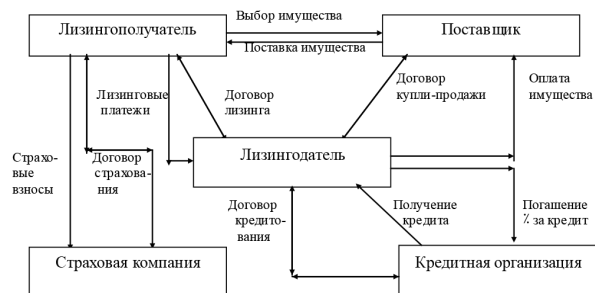 Выбор имущества
Лизингополучатель
Поставщик
Поставка имущества
Лизинговые
платежи
Договор
лизинга
Договор
купли-продажи
Оплата
имущества
Лизингодатель
Страхо-
вые
взносы
Договор
страхова-
ния
Договор
кредито-
вания
Получение
кредита
Погашение
% за кредит
Страховая компания
Кредитная организация